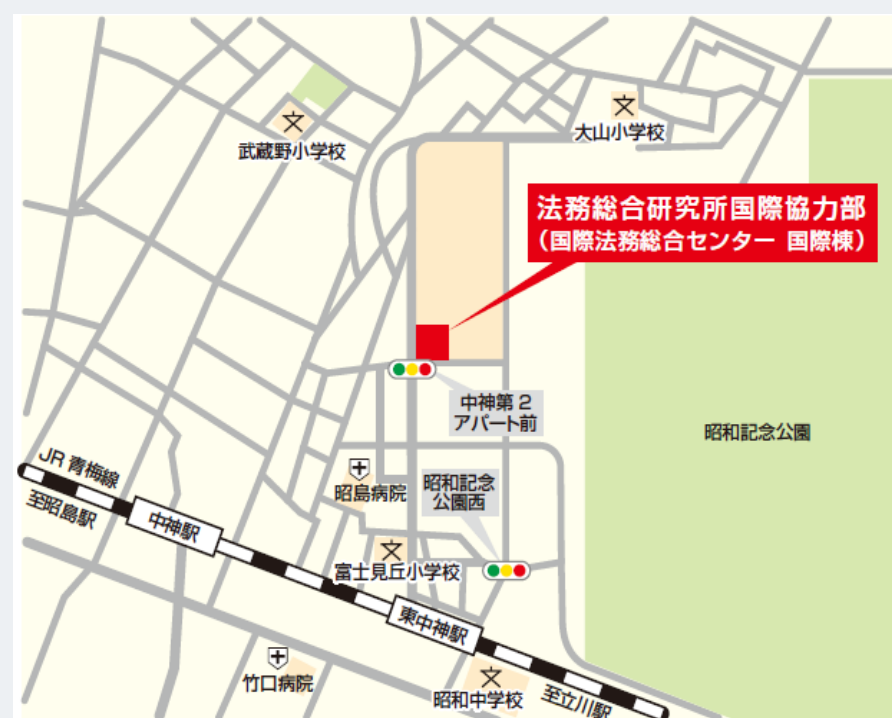 武蔵野小学校
大山小学校
法務総合研究所国際協力部
（国際法務総合センター 国際棟）
中神第２
アパート前
昭和記念公園
JR 青梅線
至昭島駅
中神駅
昭島病院
昭和記念
公園西
富士見丘小学校
東中神駅
竹口病院
昭和中学校
至立川駅